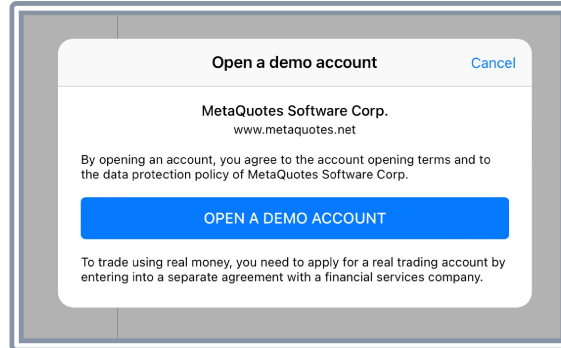 Open a demo account
Cancel
MetaQuotes Software Corp.
www.metaquotes.net
By opening an account, you agree to the account opening terms and to
the data protection policy of MetaQuotes Software Corp.
OPEN A DEMO ACCOUNT
To trade using real money, you need to apply for a real trading account by
entering into a separate agreement with a financial services company.